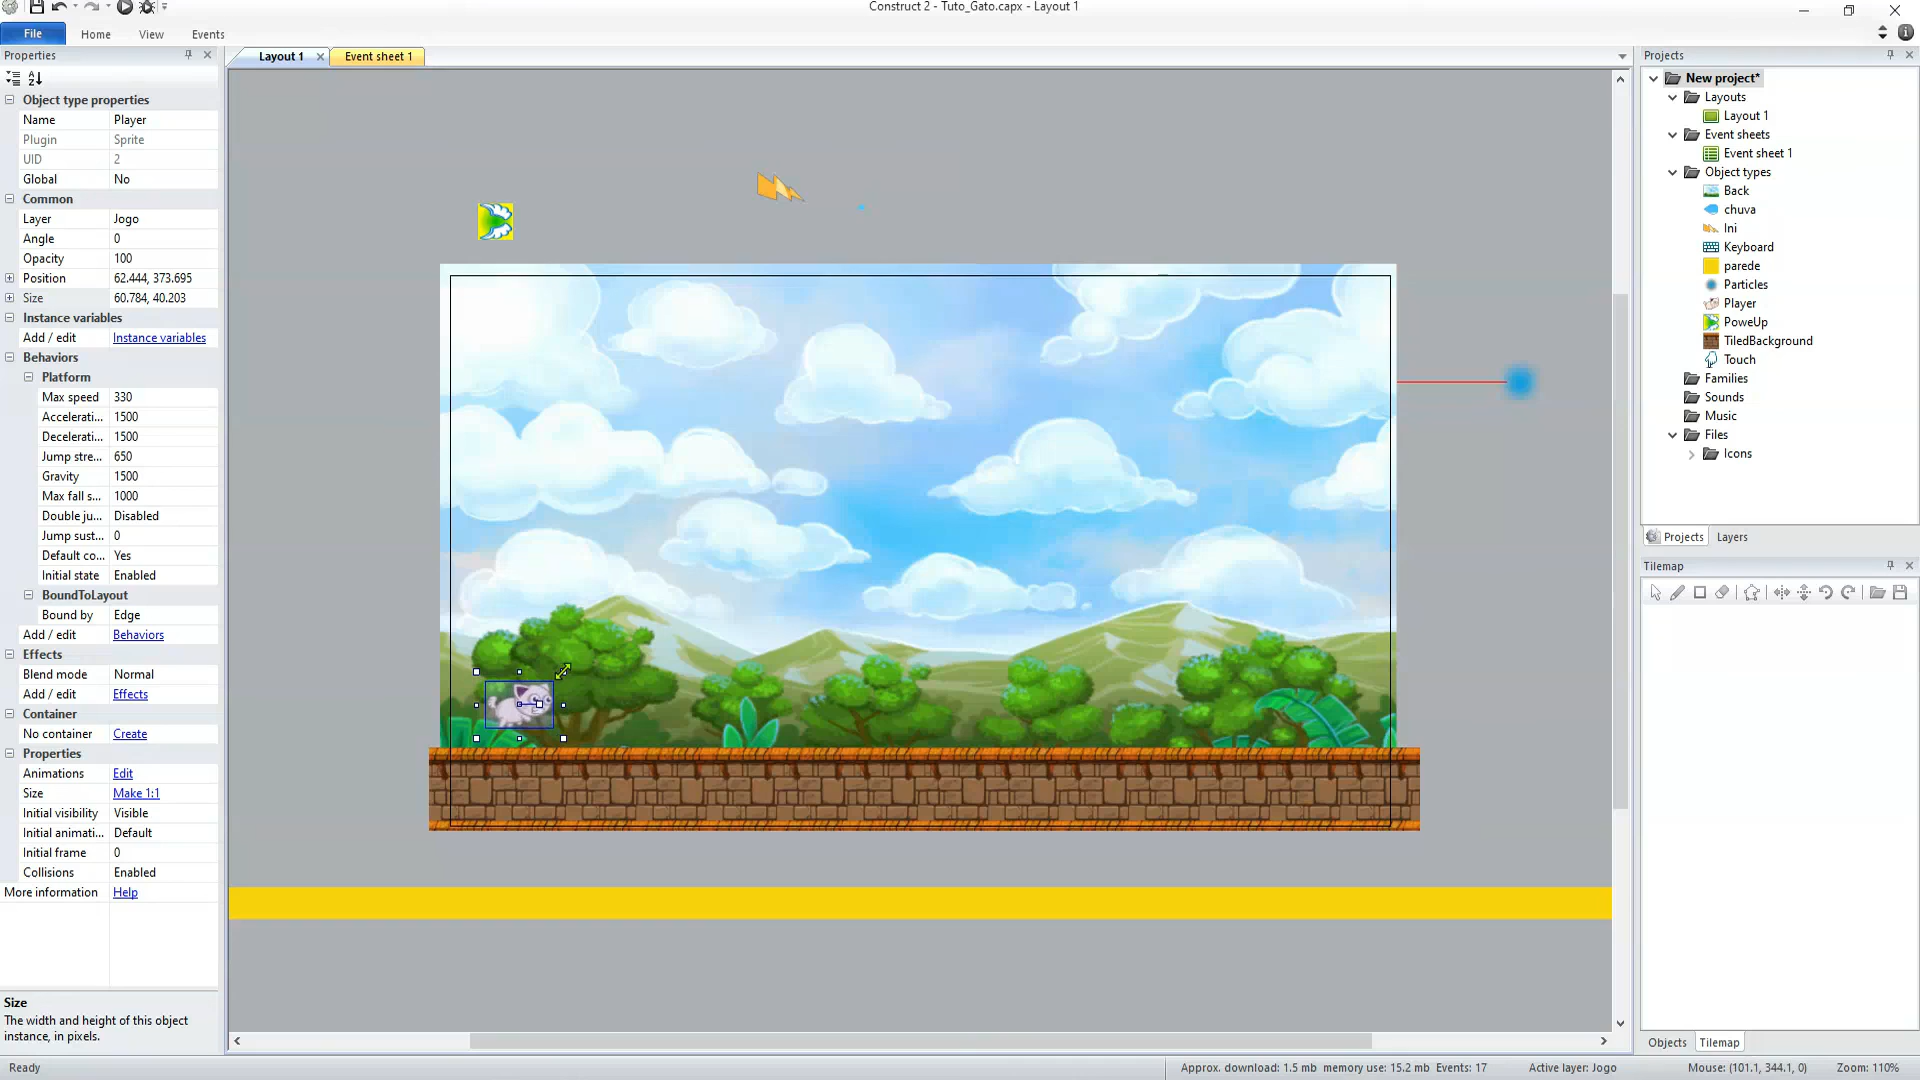 Construct 2 - Tuto_Gato.capx - Layout 1
File
Home
View
Events
Properties
Layout 1
Event sheet 1
Projects
Object type properties
Name Player
Plugin Sprite
UID 2
Global No
Common
Layer Jogo
Angle 0
Opacity 100
Position 62.444, 373.695
Size 60.784, 40.203
Instance variables
Add / edit Instance variables
Behaviors
Platform
Max speed 330
Accelerati... 1500
Decelerati... 1500
Jump stre... 650
Gravity 1500
Max fall s... 1000
Double ju... Disabled
Jump sust... 0
Default co... Yes
Initial state Enabled
BoundToLayout
Bound by Edge
Add / edit Behaviors
Effects
Blend mode Normal
Add / edit Effects
Container
No container Create
Properties
Animations Edit
Size Make 1:1
Initial visibility Visible
Initial animati... Default
Initial frame 0
Collisions Enabled
More information Help
Size
The width and height of this object
instance, in pixels.
New project*
Layouts
Layout 1
Event sheets
Event sheet 1
Object types
Back
chuva
Ini
Keyboard
parede
Particles
Player
PoweUp
TiledBackground
Touch
Families
Sounds
Music
Files
Icons
Projects
Layers
Tilemap
Objects
Tilemap
Ready
Approx. download: 1.5 mb memory use: 15.2 mb Events: 17
Active layer: Jogo
Mouse: (101.1, 344.1, 0)
Zoom: 110%